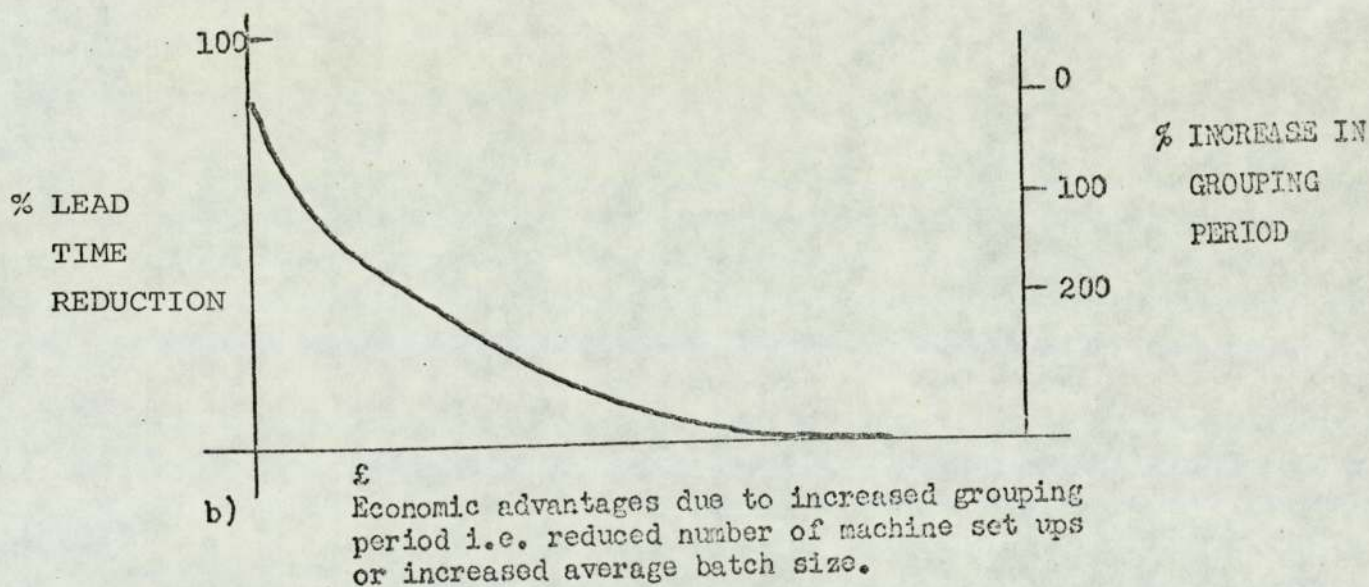 100
0
% LEAD
TIME
REDUCTION
% INCREASE IN
GROUPING
PERIOD
100
200
b)
£
Economic advantages due to increased grouping
period i.e. reduced number of machine set ups
or increased average batch size.